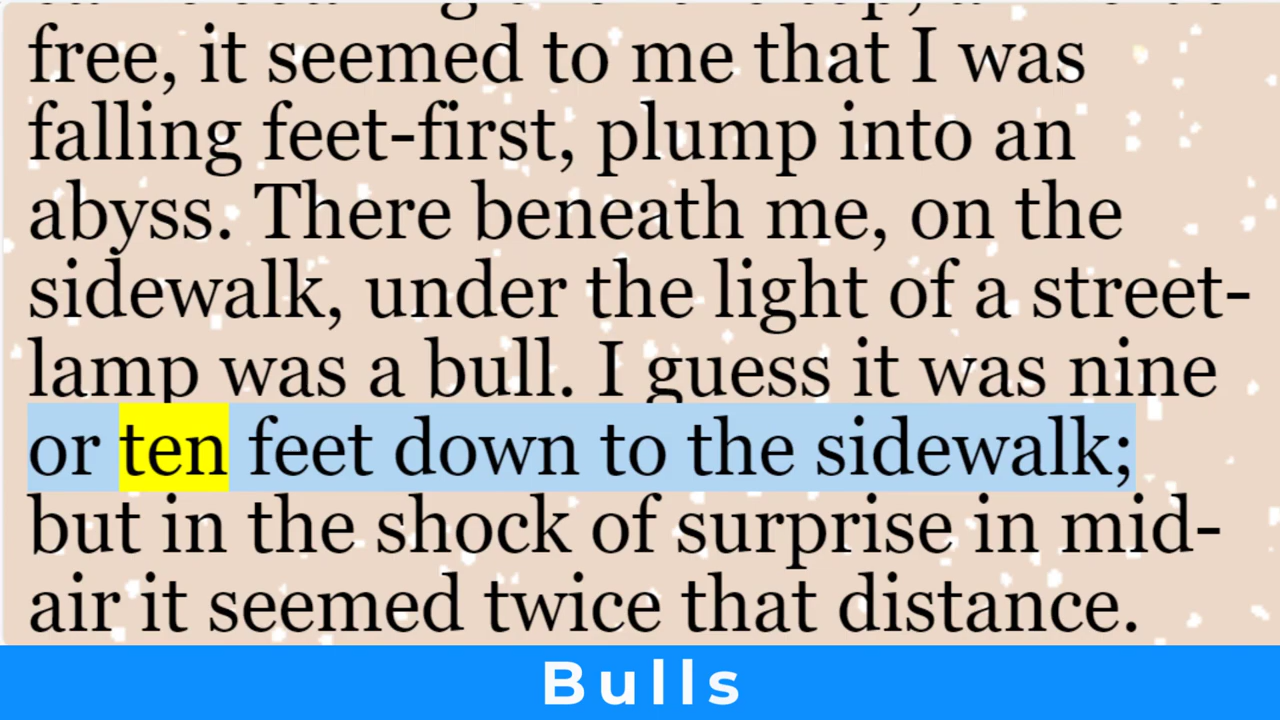 free, it seemed to me that I was
falling feet-first, plump into an
abyss. There beneath me, on the
sidewalk, under the light of a street-
lamp was a bull. I guess it was nine
or ten feet down to the sidewalk;
but in the shock of surprise in mid-
air it seemed twice that distance.
Bulls